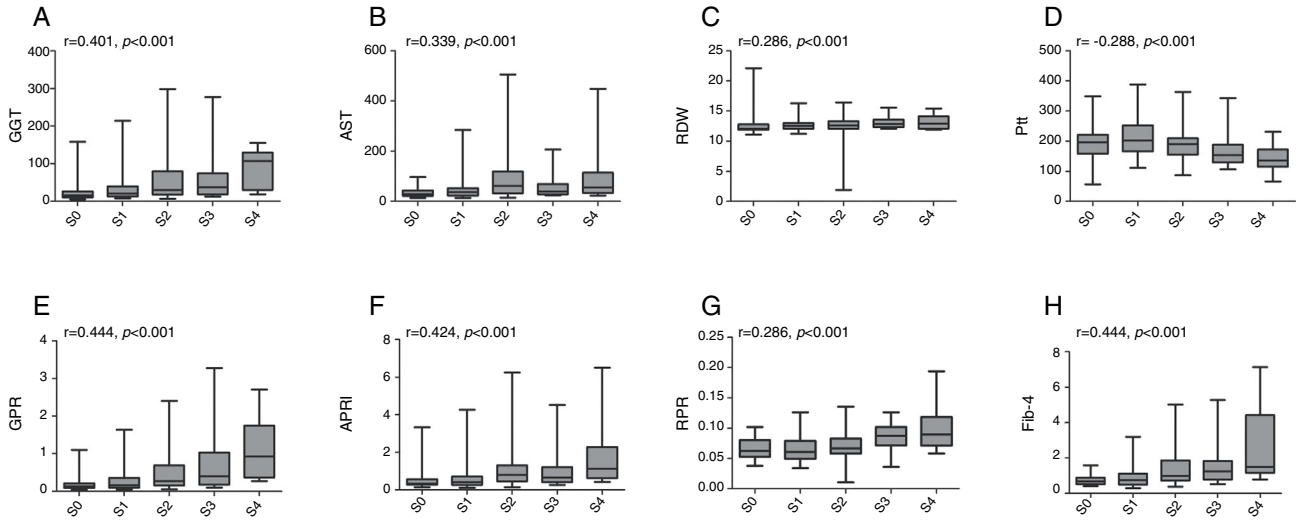 A
r=0.401, p<0.001
GGT
400
300
200
100
0
S0 S1 S2 S3 S4
B
r=0.339, p<0.001
AST
600
400
200
0
S0 S1 S2 S3 S4
C
r=0.286, p<0.001
RDW
25
20
15
10
5
0
S0 S1 S2 S3 S4
D
r= -0.288, p<0.001
Ptt
500
400
300
200
100
0
S0 S1 S2 S3 S4
E
r=0.444, p<0.001
GPR
4
3
2
1
0
S0 S1 S2 S3 S4
F
r=0.424, p<0.001
APRI
8
6
4
2
0
S0 S1 S2 S3 S4
G
r=0.286, p<0.001
RPR
0.25
0.20
0.15
0.10
0.05
0.00
S0 S1 S2 S3 S4
H
r=0.444, p<0.001
Fib-4
8
6
4
2
0
S0 S1 S2 S3 S4